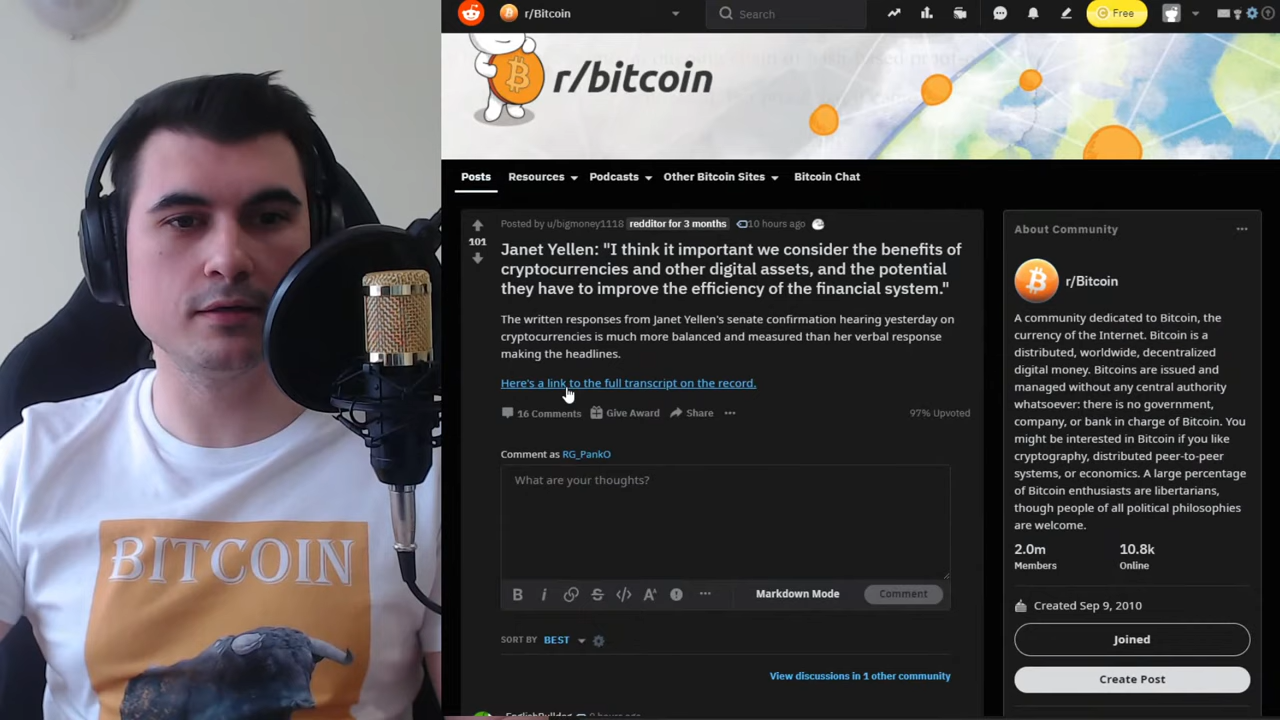 r/Bitcoin
Search
Free
r/bitcoin
Posts
Resources
Podcasts
Other Bitcoin Sites
Bitcoin Chat
Posted by u/bigmoney1118 redditor for 3 months 10 hours ago
101
Janet Yellen: "I think it important we consider the benefits of
cryptocurrencies and other digital assets, and the potential
they have to improve the efficiency of the financial system."
The written responses from Janet Yellen's senate confirmation hearing yesterday on
cryptocurrencies is much more balanced and measured than her verbal response
making the headlines.
Here's a link to the full transcript on the record.
16 Comments
Give Award
Share
97% Upvoted
Comment as RG_PankO
What are your thoughts?
Markdown Mode
Comment
SORT BY BEST
View discussions in 1 other community
About Community
r/Bitcoin
A community dedicated to Bitcoin, the
currency of the Internet. Bitcoin is a
distributed, worldwide, decentralized
digital money. Bitcoins are issued and
managed without any central authority
whatsoever: there is no government,
company, or bank in charge of Bitcoin. You
might be interested in Bitcoin if you like
cryptography, distributed peer-to-peer
systems, or economics. A large percentage
of Bitcoin enthusiasts are libertarians,
though people of all political philosophies
are welcome.
2.0m
10.8k
Members
Online
Created Sep 9, 2010
Joined
Create Post
BITCOIN